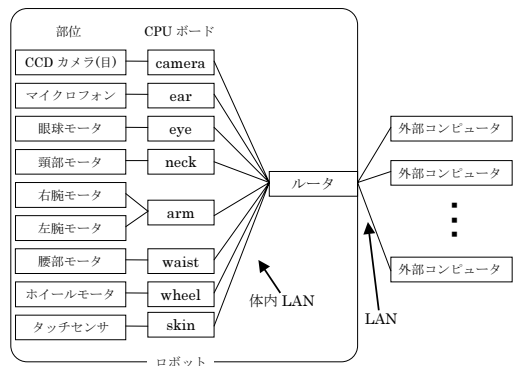 部位
CPU ボード
CCD カメラ(目)
camera
マイクロフォン
ear
眼球モータ
eye
頸部モータ
neck
右腕モータ
左腕モータ
arm
腰部モータ
waist
ホイールモータ
wheel
タッチセンサ
skin
ルータ
体内 LAN
ロボット
外部コンピュータ
外部コンピュータ
外部コンピュータ
LAN